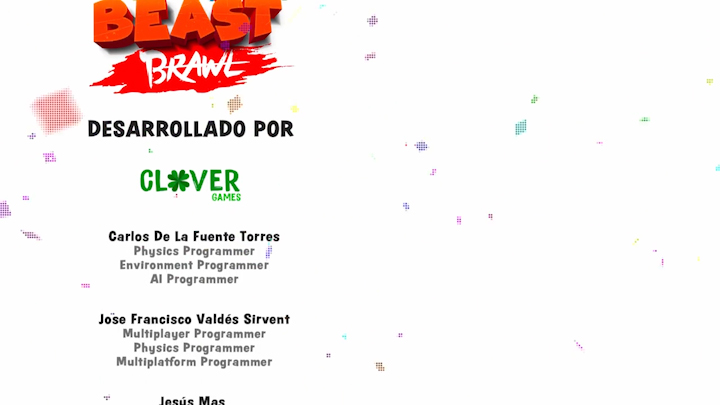 BEAST
BRAWL
DESARROLLADO POR
CLOVER
GAMES
Carlos De La Fuente Torres
Physics Programmer
Environment Programmer
AI Programmer
Jose Francisco Valdés Sirvent
Multiplayer Programmer
Physics Programmer
Multiplatform Programmer
Jesús Mas